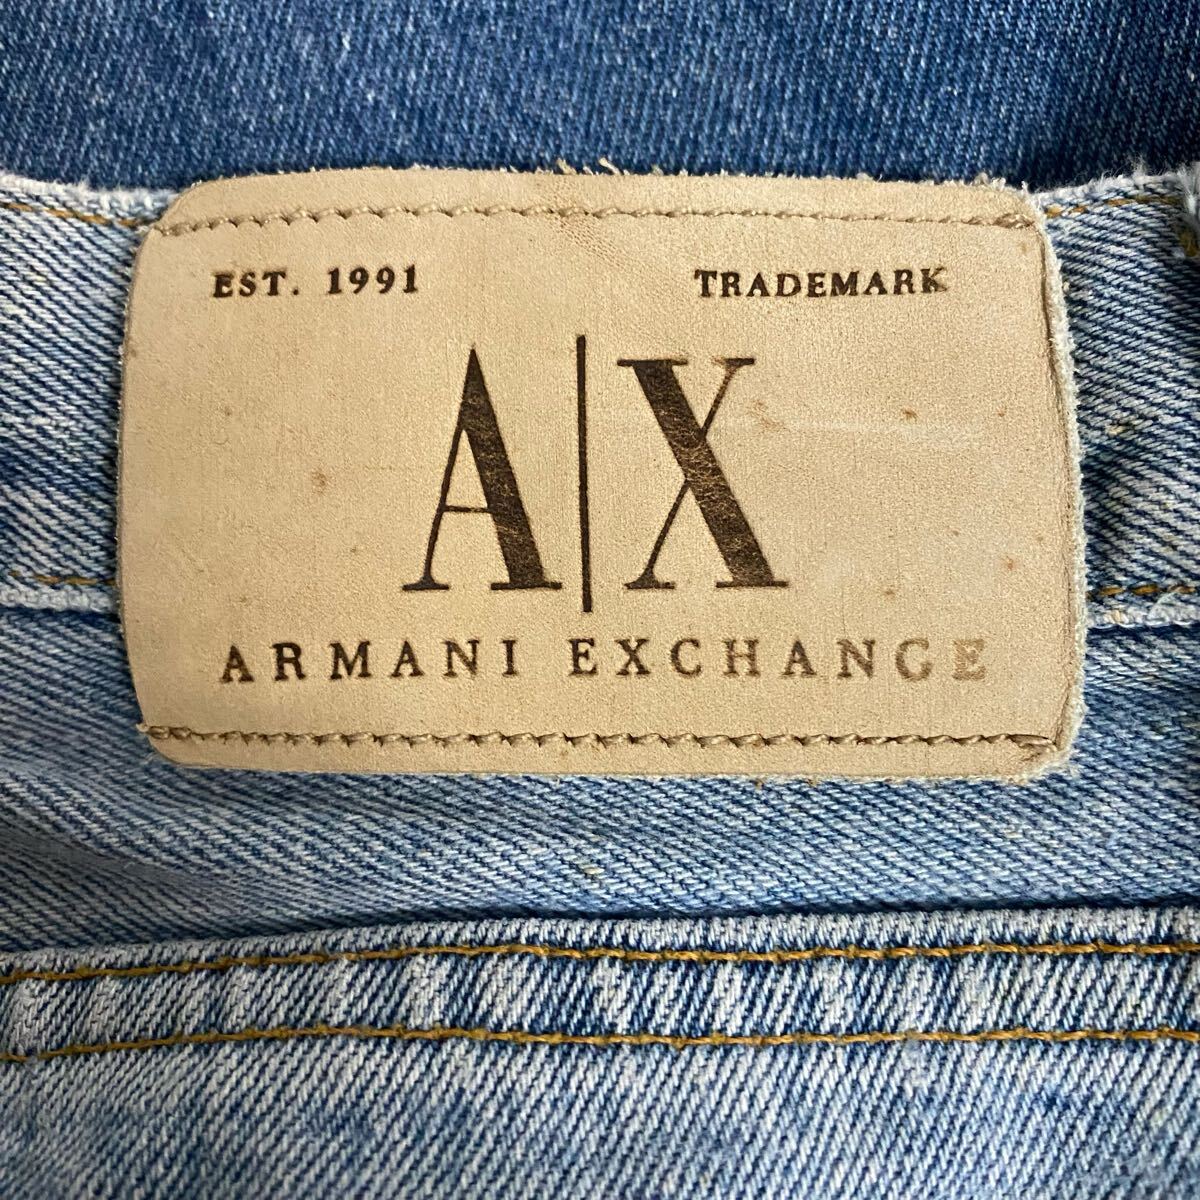 EST. 1991 TRADEMARK
A|X
ARMANI EXCHANGE